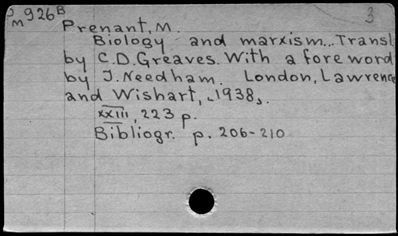 M 926B 3
Prenant, M.
Biology and marxism... Transl
by C.D.Greaves. With a foreword
by J.Needham. London, Lawrence
and Wishart, [1938].
xxiii, 223 p.
Bibliogr. p. 206-210